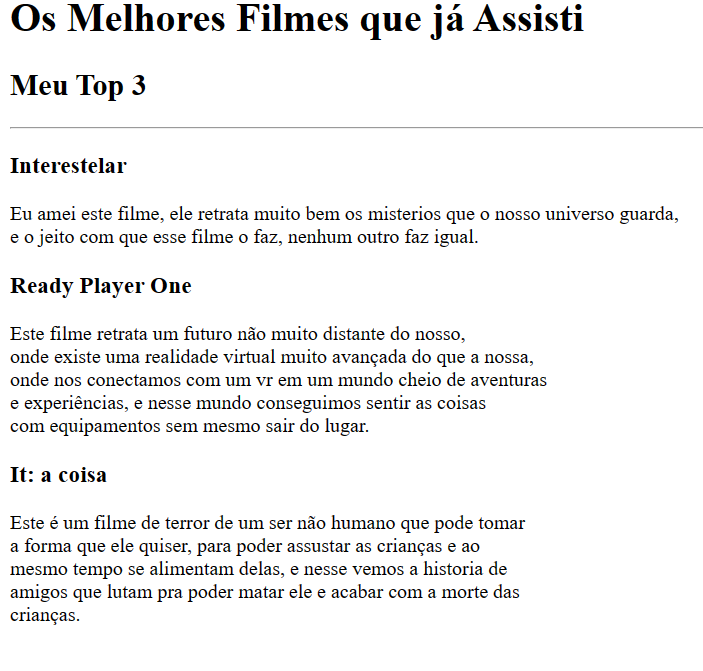 Os Melhores Filmes que já Assisti
Meu Top 3
Interestelar
Eu amei este filme, ele retrata muito bem os misterios que o nosso universo guarda,
e o jeito com que esse filme o faz, nenhum outro faz igual.
Ready Player One
Este filme retrata um futuro não muito distante do nosso,
onde existe uma realidade virtual muito avançada do que a nossa,
onde nos conectamos com um vr em um mundo cheio de aventuras
e experiências, e nesse mundo conseguimos sentir as coisas
com equipamentos sem mesmo sair do lugar.
It: a coisa
Este é um filme de terror de um ser não humano que pode tomar
a forma que ele quiser, para poder assustar as crianças e ao
mesmo tempo se alimentam delas, e nesse vemos a historia de
amigos que lutam pra poder matar ele e acabar com a morte das
crianças.